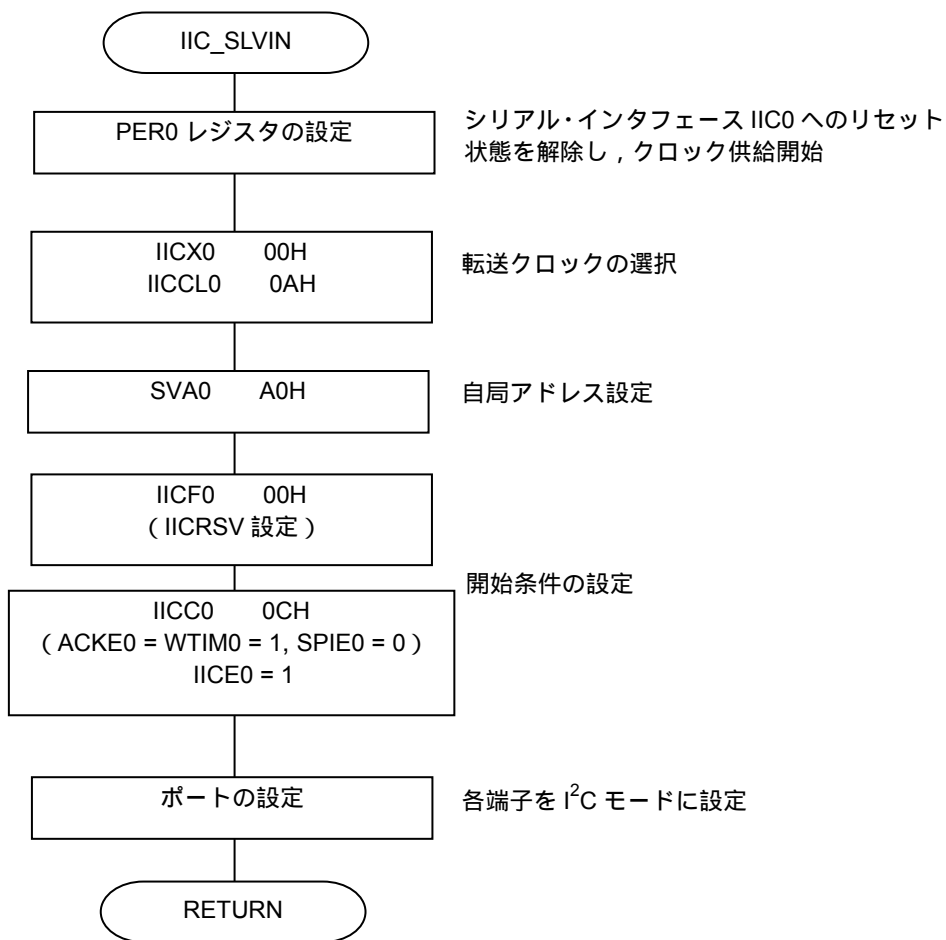 IIC_SLVIN
PER0 レジスタの設定
シリアル・インタフェース IIC0 へのリセット
状態を解除し，クロック供給開始
IICX0 00H
IICCL0 0AH
転送クロックの選択
SVA0 A0H
自局アドレス設定
IICF0 00H
（IICRSV 設定）
開始条件の設定
IICC0 0CH
（ACKE0 = WTIM0 = 1, SPIE0 = 0）
IICE0 = 1
ポートの設定
各端子を I²C モードに設定
RETURN